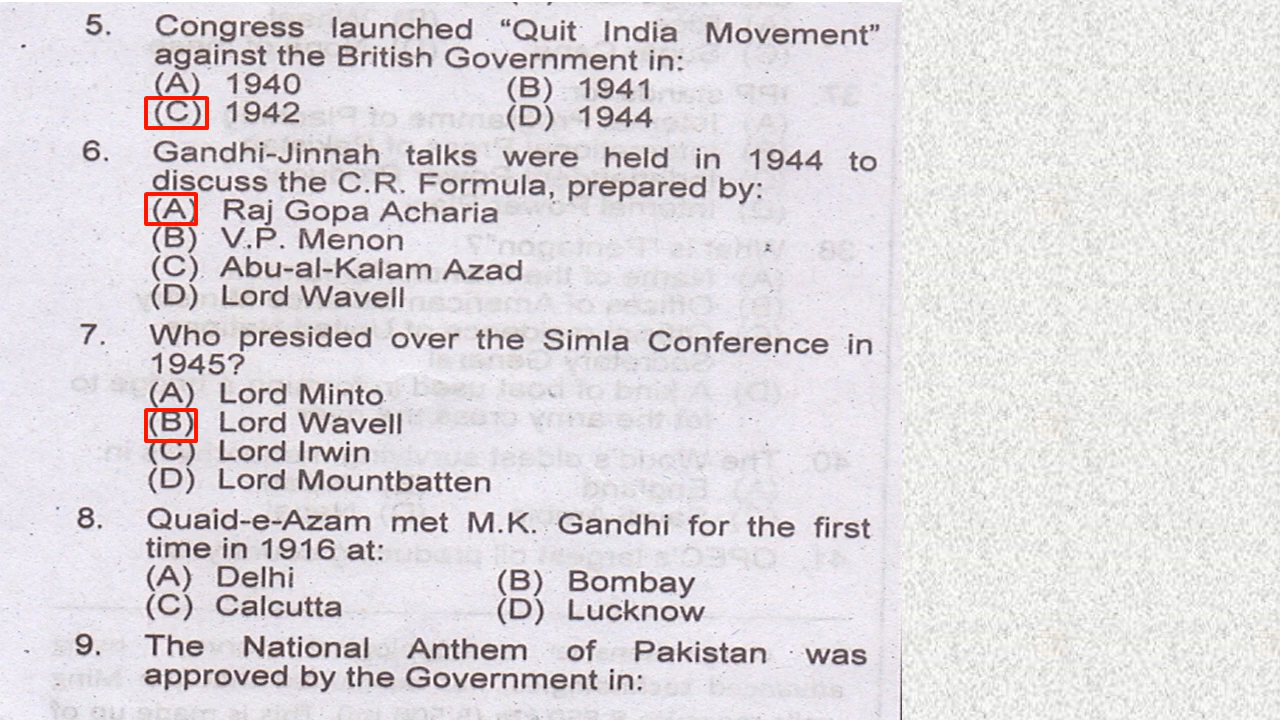 5. Congress launched “Quit India Movement”
against the British Government in:
(A) 1940 (B) 1941
(C) 1942 (D) 1944
6. Gandhi-Jinnah talks were held in 1944 to
discuss the C.R. Formula, prepared by:
(A) Raj Gopa Acharia
(B) V.P. Menon
(C) Abu-al-Kalam Azad
(D) Lord Wavell
7. Who presided over the Simla Conference in
1945?
(A) Lord Minto
(B) Lord Wavell
(C) Lord Irwin
(D) Lord Mountbatten
8. Quaid-e-Azam met M.K. Gandhi for the first
time in 1916 at:
(A) Delhi (B) Bombay
(C) Calcutta (D) Lucknow
9. The National Anthem of Pakistan was
approved by the Government in: